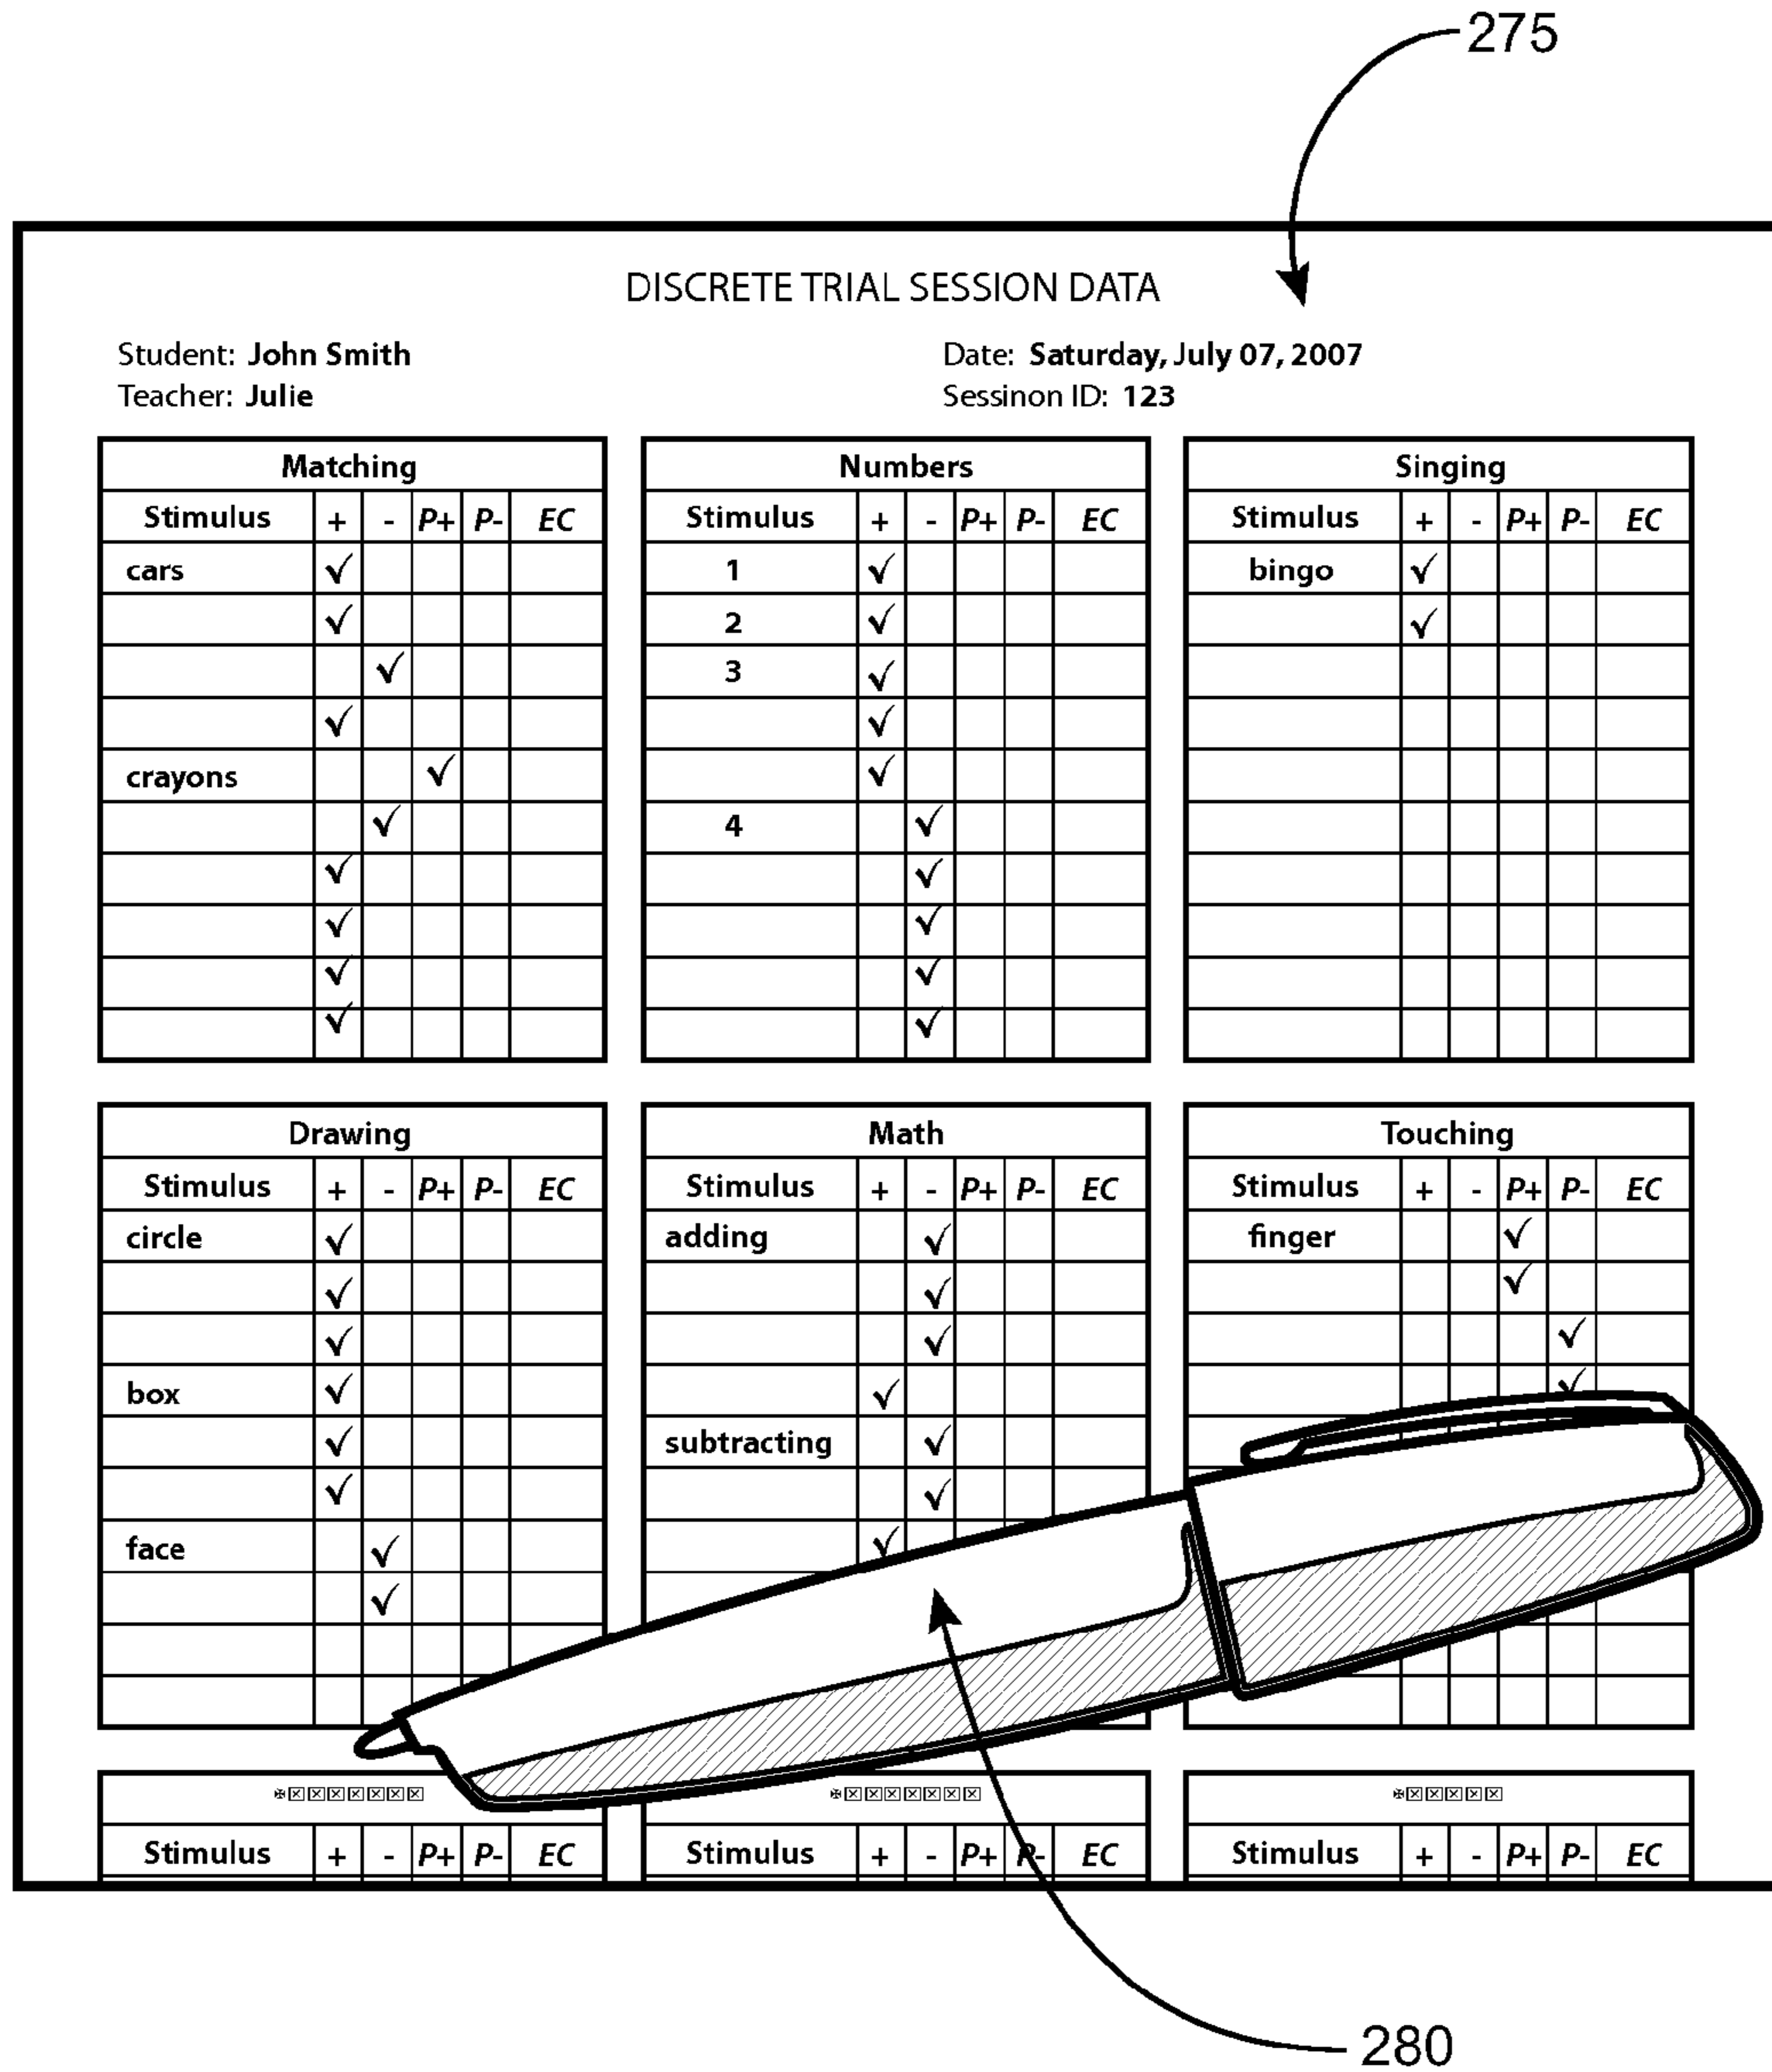 275
DISCRETE TRIAL SESSION DATA
Student: John Smith
Date: Saturday, July 07, 2007
Teacher: Julie
Sessinon ID: 123
Matching
Stimulus + - P+ P- EC
cars ✓
✓
✓
✓
crayons ✓
✓
✓
✓
✓
✓
Numbers
Stimulus + - P+ P- EC
1 ✓
2 ✓
3 ✓
✓
✓
4 ✓
✓
✓
✓
✓
Singing
Stimulus + - P+ P- EC
bingo ✓
✓
Drawing
Stimulus + - P+ P- EC
circle ✓
✓
✓
box ✓
✓
✓
face ✓
✓
Math
Stimulus + - P+ P- EC
adding ✓
✓
✓
✓
subtracting ✓
✓
✓
Touching
Stimulus + - P+ P- EC
finger ✓
✓
✓
✓
Stimulus + - P+ P- EC
Stimulus + - P+ P- EC
Stimulus + - P+ P- EC
280